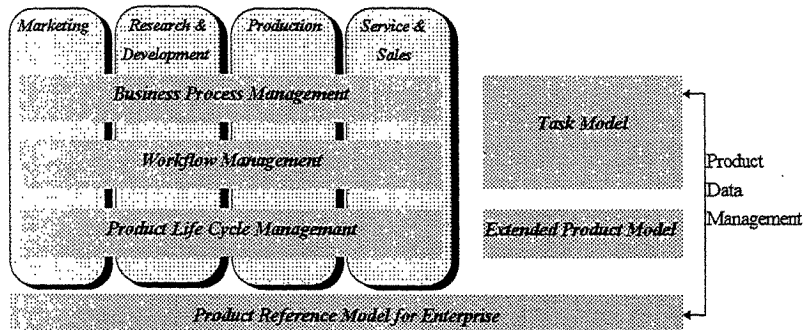 Marketing
Research &
Development
Production
Service &
Sales
Business Process Management
Workflow Management
Product Life Cycle Managemant
Task Model
Extended Product Model
Product
Data
Management
Product Reference Model for Enterprise